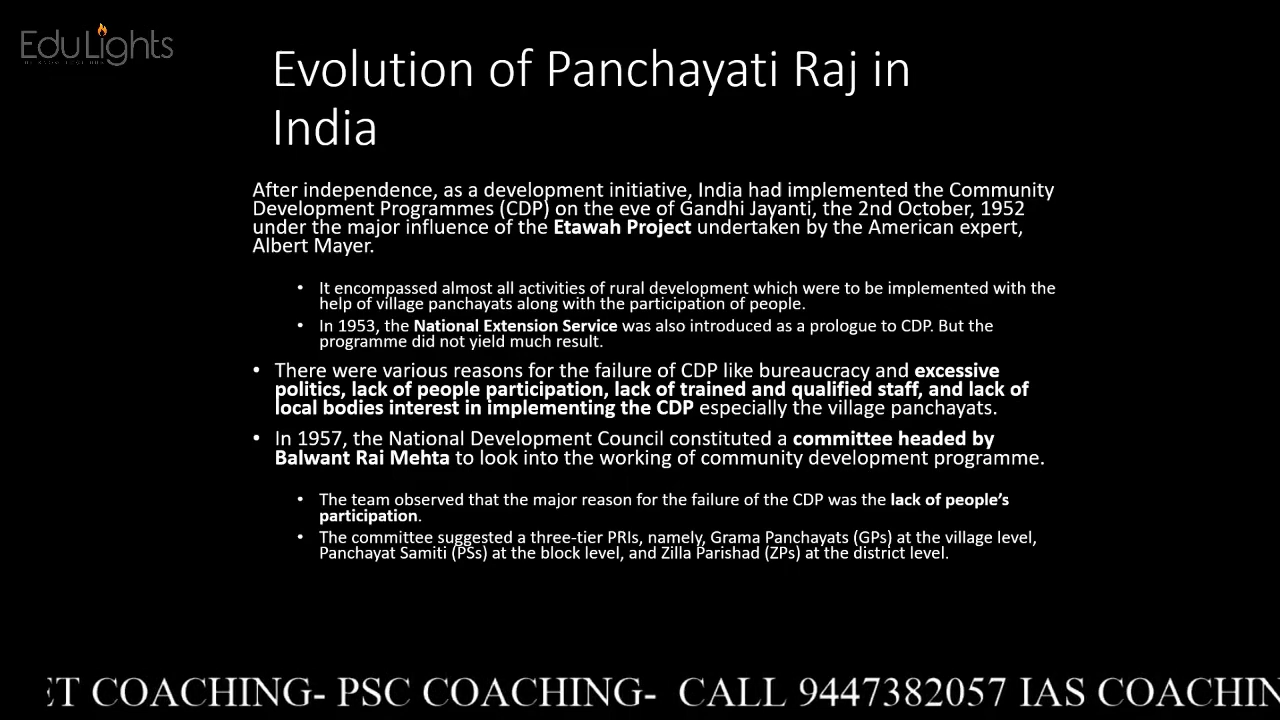 EduLights
Evolution of Panchayati Raj in
India
After independence, as a development initiative, India had implemented the Community
Development Programmes (CDP) on the eve of Gandhi Jayanti, the 2nd October, 1952
under the major influence of the Etawah Project undertaken by the American expert,
Albert Mayer.
• It encompassed almost all activities of rural development which were to be implemented with the
help of village panchayats along with the participation of people.
• In 1953, the National Extension Service was also introduced as a prologue to CDP. But the
programme did not yield much result.
• There were various reasons for the failure of CDP like bureaucracy and excessive
politics, lack of people participation, lack of trained and qualified staff, and lack of
local bodies interest in implementing the CDP especially the village panchayats.
• In 1957, the National Development Council constituted a committee headed by
Balwant Rai Mehta to look into the working of community development programme.
• The team observed that the major reason for the failure of the CDP was the lack of people's
participation.
• The committee suggested a three-tier PRIs, namely, Grama Panchayats (GPs) at the village level,
Panchayat Samiti (PSs) at the block level, and Zilla Parishad (ZPs) at the district level.
ET COACHING- PSC COACHING- CALL 9447382057 IAS COACHIN